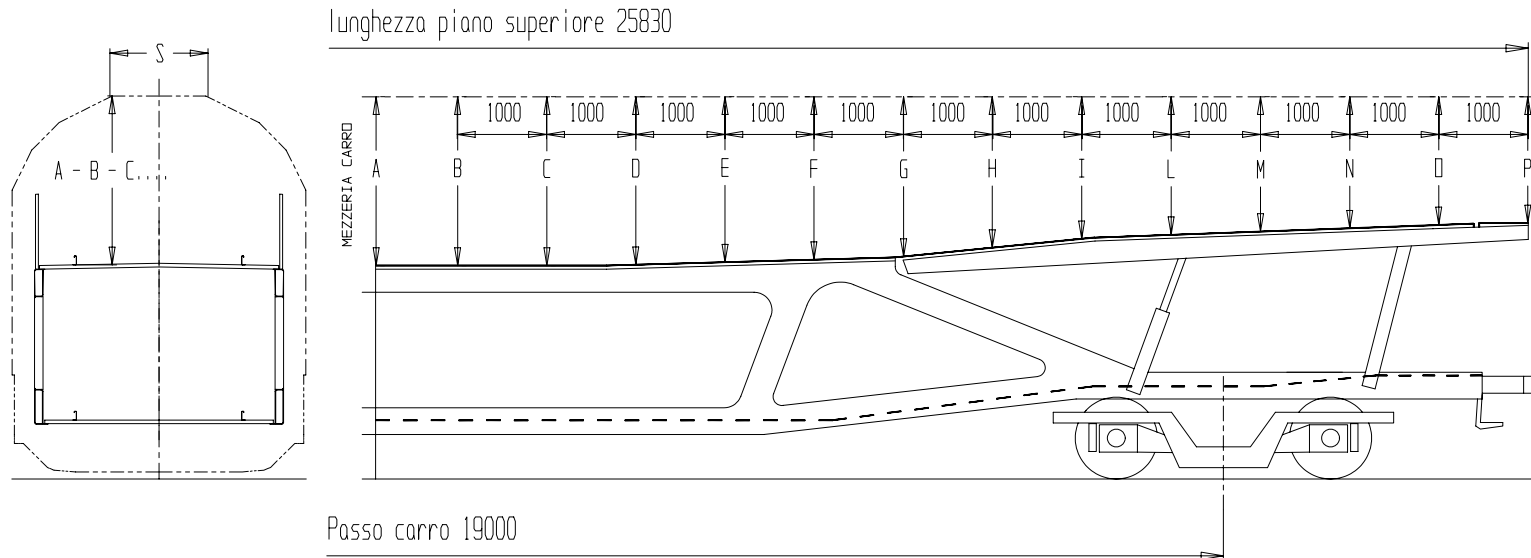 lunghezza piano superiore 25830
S
1000 1000 1000 1000 1000 1000 1000 1000 1000 1000 1000 1000
A - B - C....
MEZZERIA CARRO
A B C D E F G H I L M N O P
Passo carro 19000